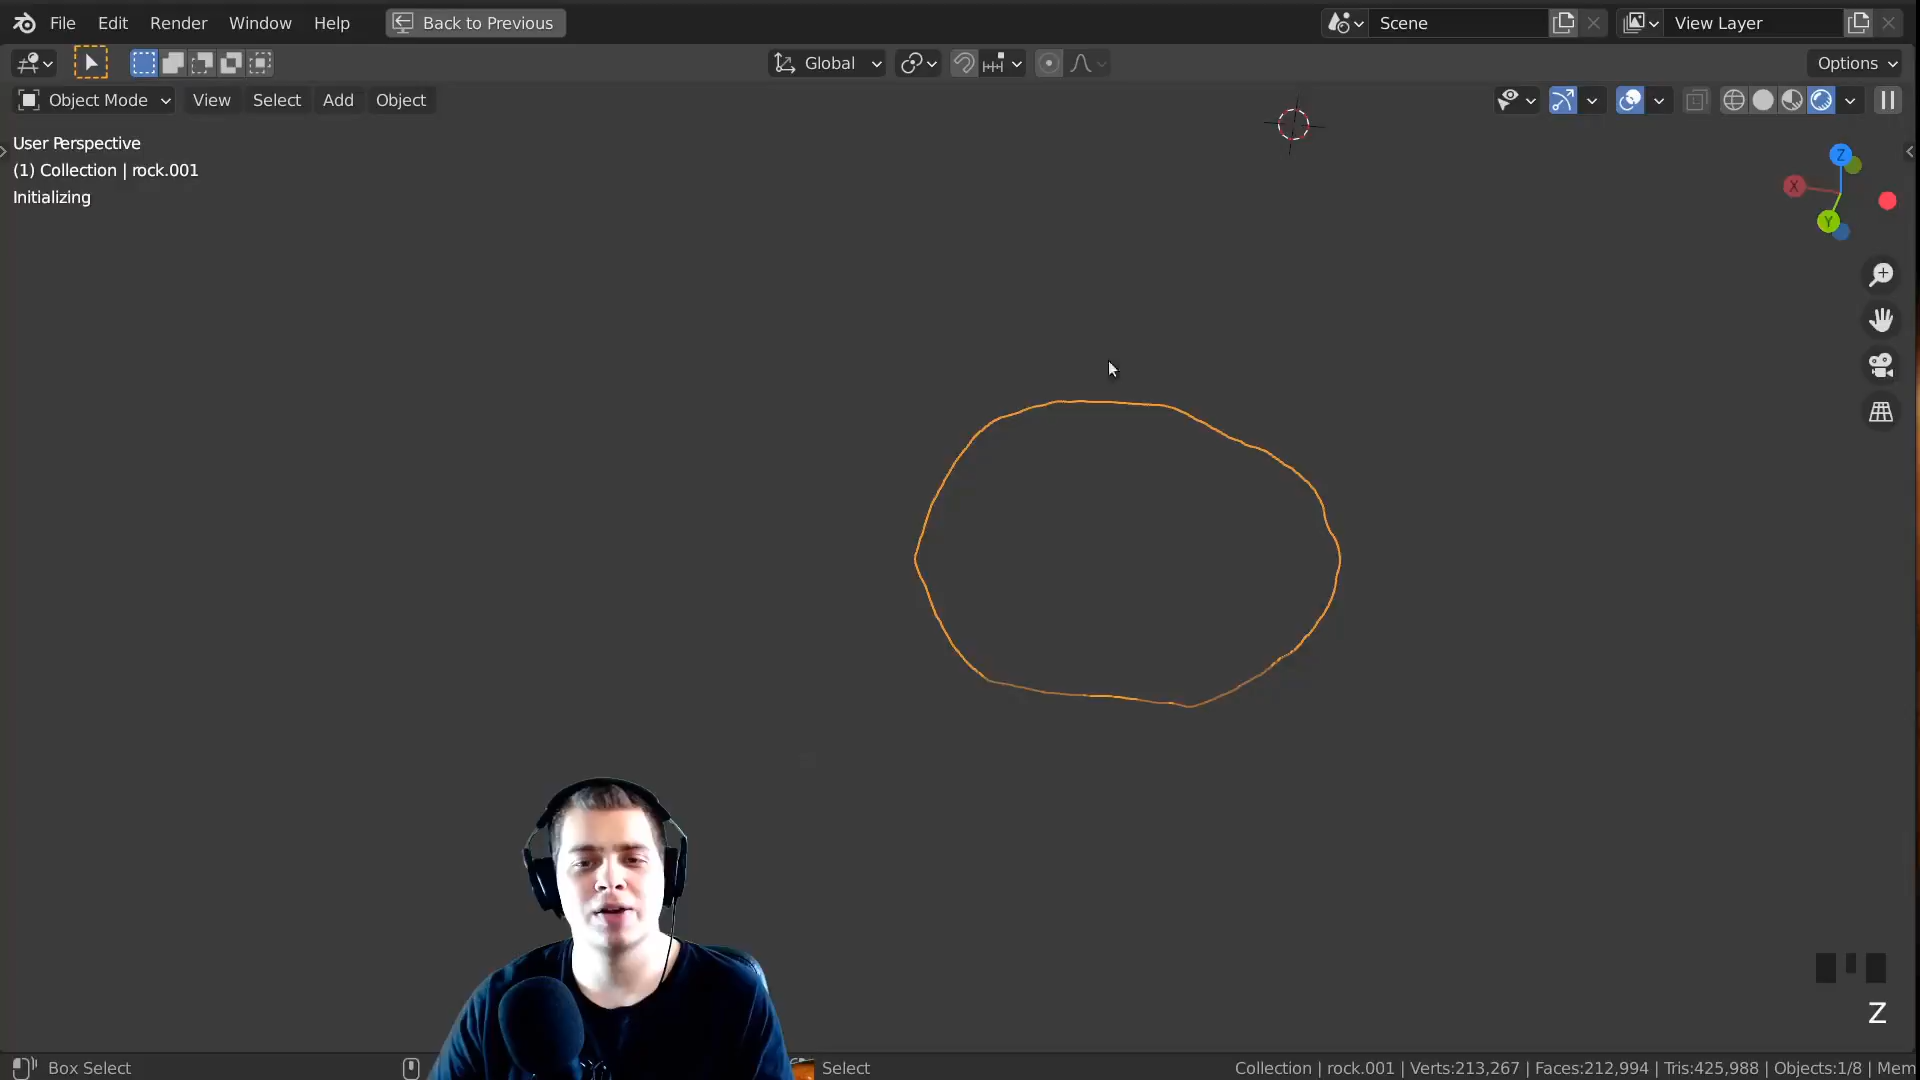 File Edit Render Window Help Back to Previous Scene View Layer
Global Options
Object Mode View Select Add Object
User Perspective
(1) Collection | rock.001
Initializing
Z
X
Y
Z
Box Select Select Collection | rock.001 | Verts:213,267 | Faces:212,994 | Tris:425,988 | Objects:1/8 | Mem